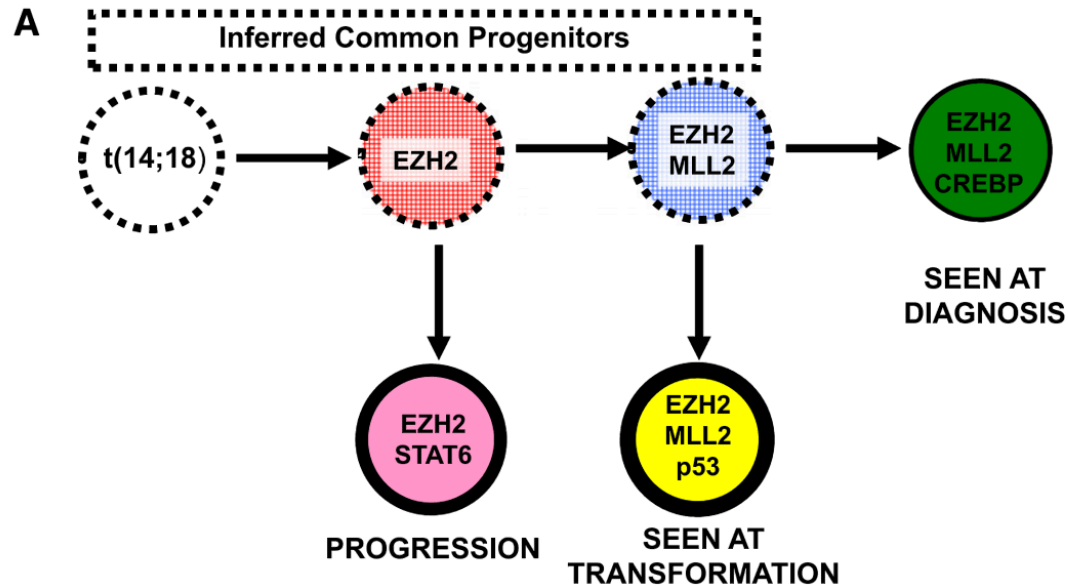 A
Inferred Common Progenitors
t(14;18)
EZH2
EZH2
MLL2
EZH2
MLL2
CREBP
SEEN AT
DIAGNOSIS
EZH2
STAT6
PROGRESSION
EZH2
MLL2
p53
SEEN AT
TRANSFORMATION